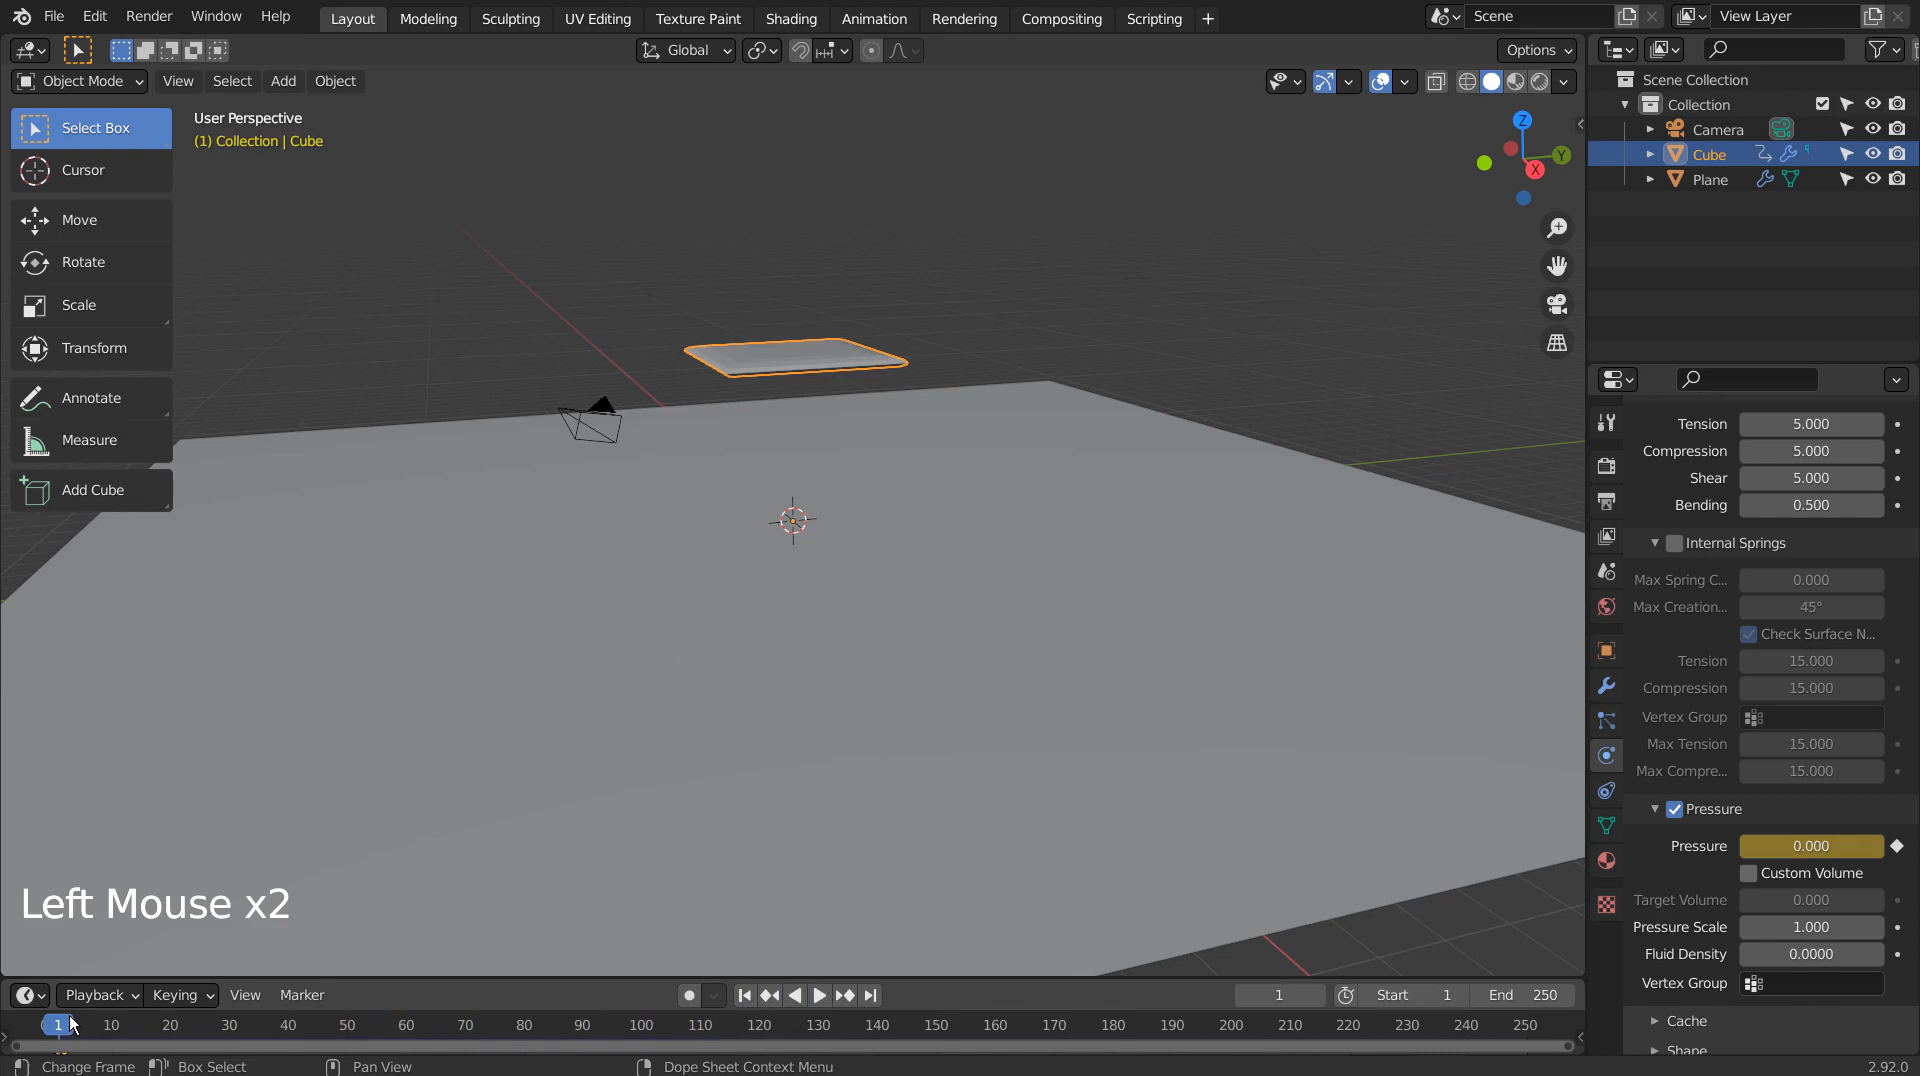 File Edit Render Window Help Layout Modeling Sculpting UV Editing Texture Paint Shading Animation Rendering Compositing Scripting + Scene View Layer
Global Options
Object Mode View Select Add Object
User Perspective
(1) Collection | Cube
Select Box
Cursor
Move
Rotate
Scale
Transform
Annotate
Measure
Add Cube
Z
Y
X
Left Mouse x2
Scene Collection
Collection
Camera
Cube
Plane
Tension 5.000
Compression 5.000
Shear 5.000
Bending 0.500
Internal Springs
Max Spring C... 0.000
Max Creation... 45°
Check Surface N...
Tension 15.000
Compression 15.000
Vertex Group
Max Tension 15.000
Max Compre... 15.000
Pressure
Pressure 0.000
Custom Volume
Target Volume 0.000
Pressure Scale 1.000
Fluid Density 0.0000
Vertex Group
Cache
Shape
Playback Keying View Marker 1 Start 1 End 250
1 10 20 30 40 50 60 70 80 90 100 110 120 130 140 150 160 170 180 190 200 210 220 230 240 250
Change Frame Box Select Pan View Dope Sheet Context Menu 2.92.0